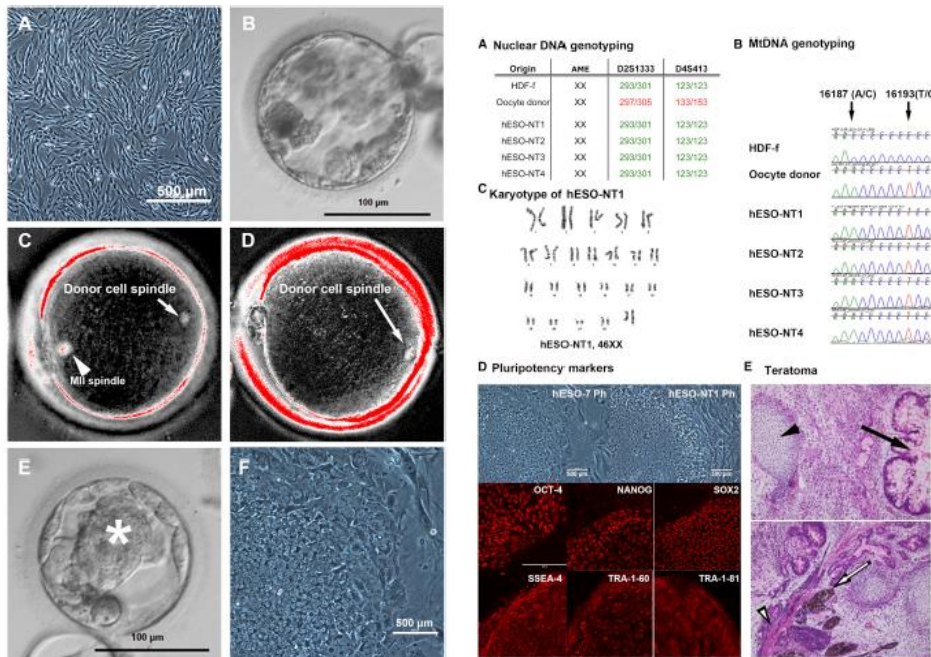 A
500 µm
B
100 µm
C
Donor cell spindle
MII spindle
D
Donor cell spindle
E
100 µm
F
500 µm
A Nuclear DNA genotyping
Origin AME D2S1333 D4S413
HDF-f XX 293/301 123/123
Oocyte donor XX 297/305 133/153
hESO-NT1 XX 293/301 123/123
hESO-NT2 XX 293/301 123/123
hESO-NT3 XX 293/301 123/123
hESO-NT4 XX 293/301 123/123
B MtDNA genotyping
16187 (A/C) 16193(T/C
HDF-f
Oocyte donor
hESO-NT1
hESO-NT2
hESO-NT3
hESO-NT4
C Karyotype of hESO-NT1
hESO-NT1, 46XX
D Pluripotency markers
hESO-7 Ph hESO-NT1 Ph
500 µm
OCT-4 NANOG SOX2
SSEA-4 TRA-1-60 TRA-1-81
E Teratoma